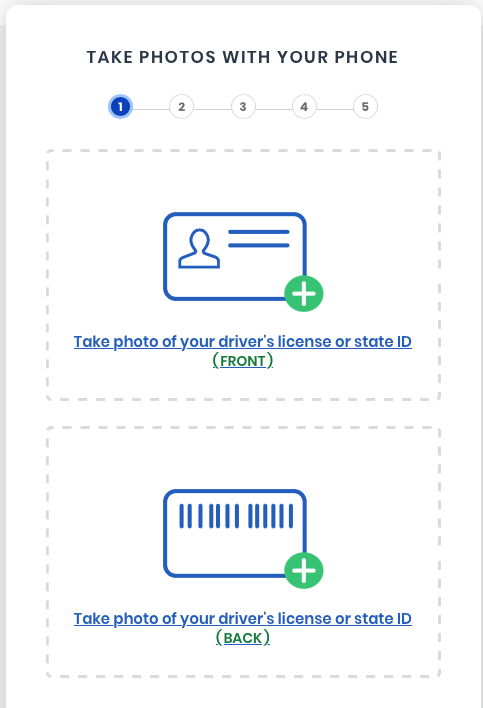 TAKE PHOTOS WITH YOUR PHONE
1 2 3 4 5
Take photo of your driver's license or state ID
(FRONT)
Take photo of your driver's license or state ID
(BACK)